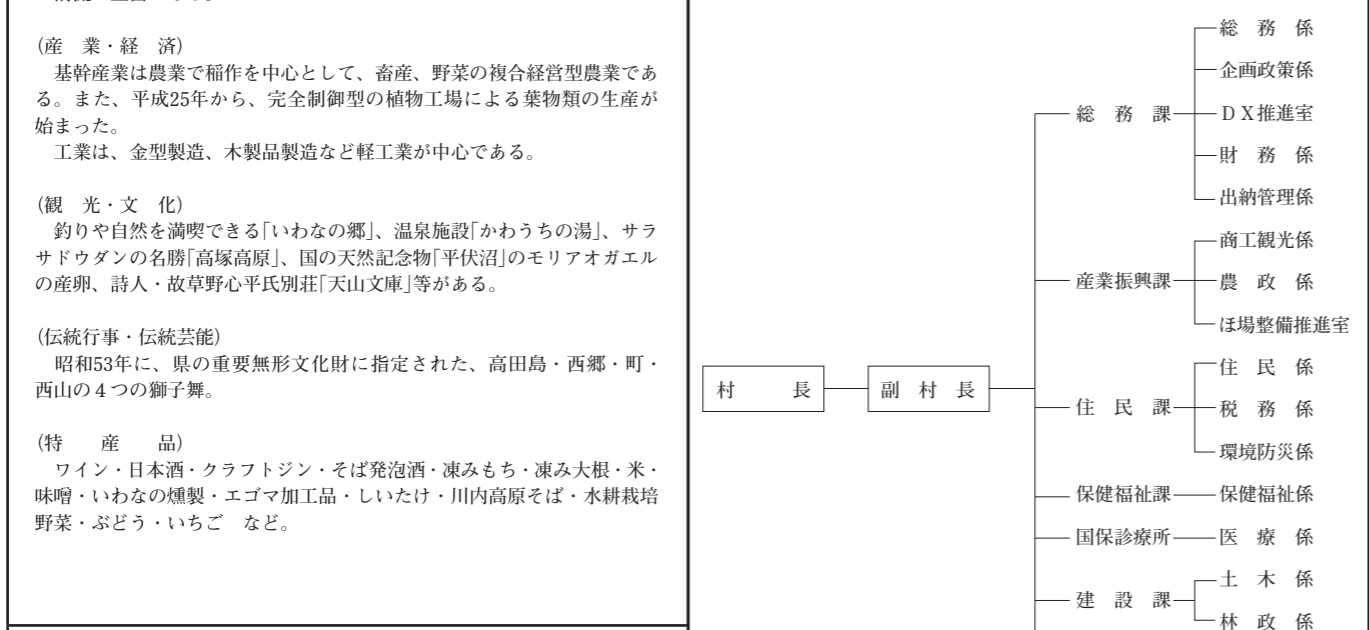 (産　業・経　済)
　基幹産業は農業で稲作を中心として、畜産、野菜の複合経営型農業であ
る。また、平成25年から、完全制御型の植物工場による葉物類の生産が
始まった。
　工業は、金型製造、木製品製造など軽工業が中心である。
(観　光・文　化)
　釣りや自然を満喫できる「いわなの郷」、温泉施設「かわうちの湯」、サラ
サドウダンの名勝「高塚高原」、国の天然記念物「平伏沼」のモリアオガエル
の産卵、詩人・故草野心平氏別荘「天山文庫」等がある。
(伝統行事・伝統芸能)
　昭和53年に、県の重要無形文化財に指定された、高田島・西郷・町・
西山の４つの獅子舞。
(特　産　品)
　ワイン・日本酒・クラフトジン・そば発泡酒・凍みもち・凍み大根・米・
味噌・いわなの燻製・エゴマ加工品・しいたけ・川内高原そば・水耕栽培
野菜・ぶどう・いちご　など。
村　長
副　村　長
総　務　課
総　務　係
企画政策係
ＤＸ推進室
財　務　係
出納管理係
産業振興課
商工観光係
農　政　係
ほ場整備推進室
住　民　課
住　民　係
税　務　係
環境防災係
保健福祉課
保健福祉係
国保診療所
医　療　係
建　設　課
土　木　係
林　政　係